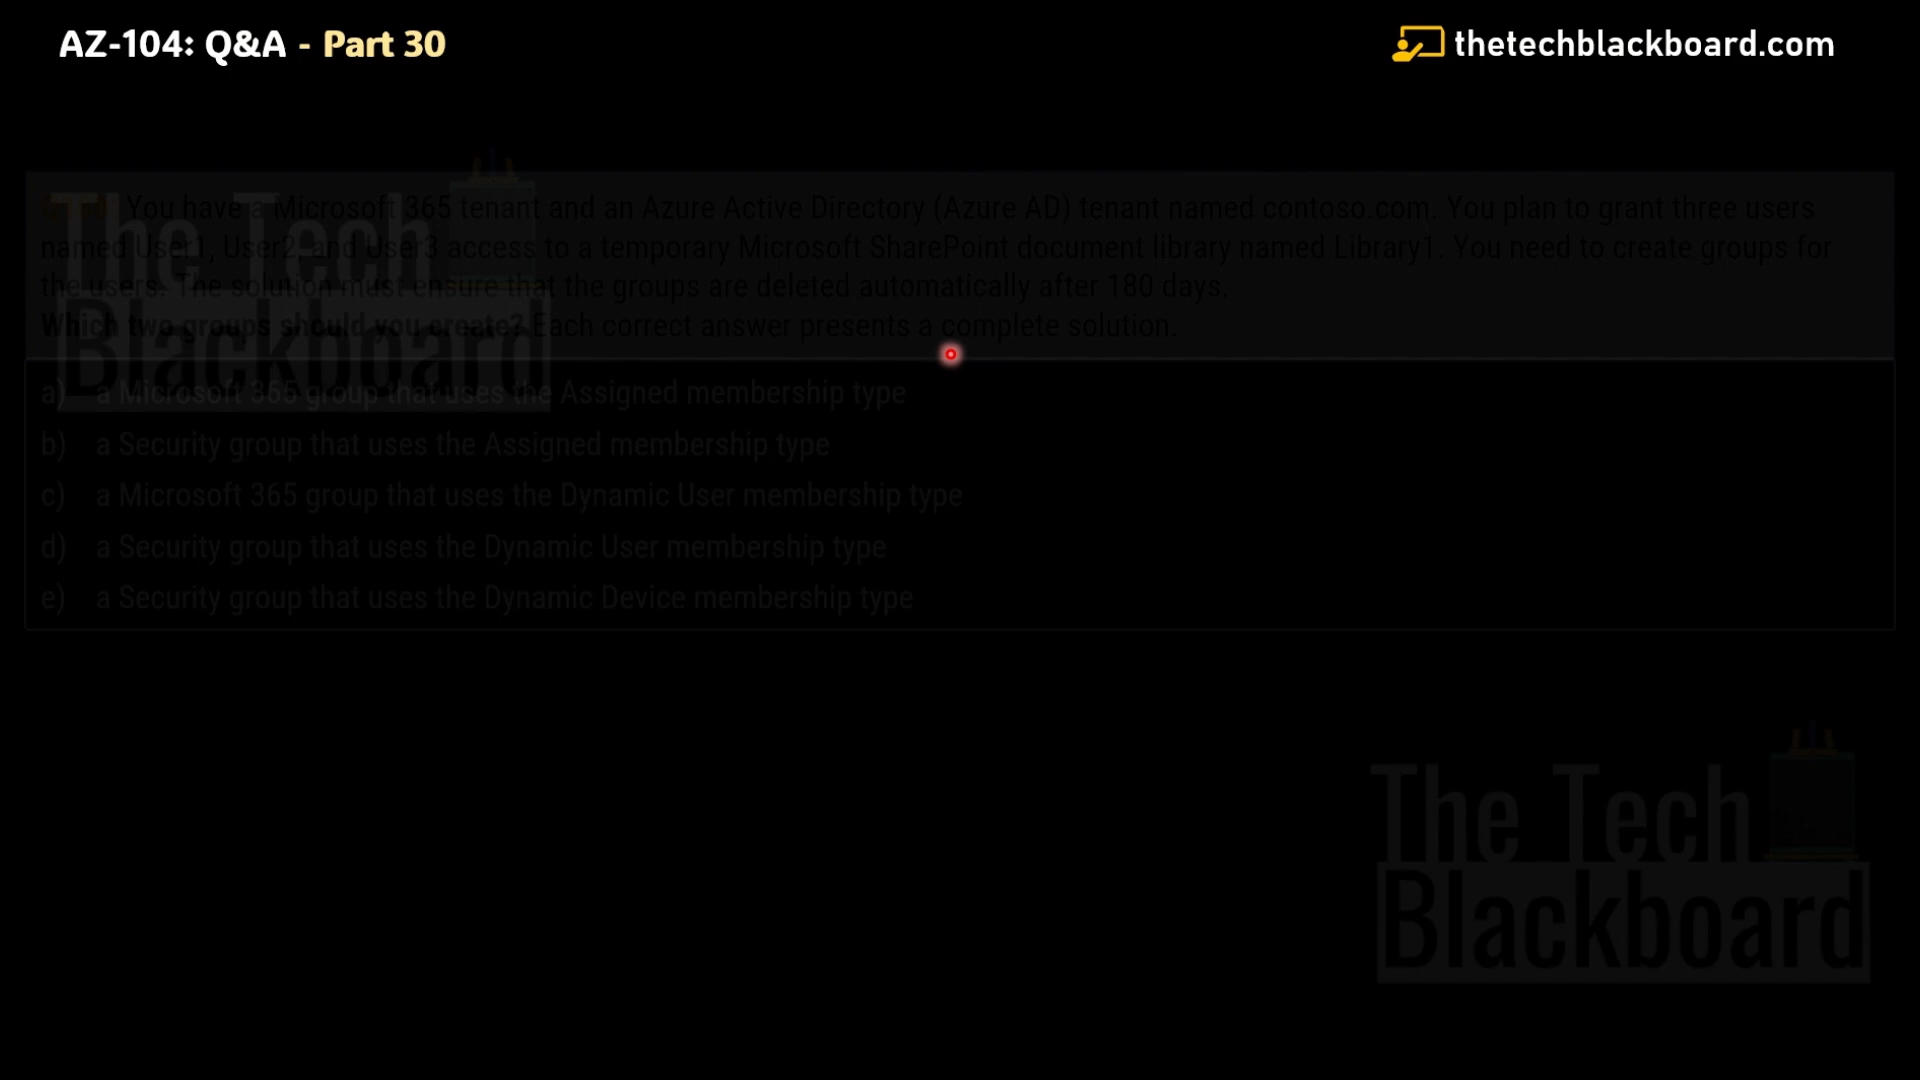 AZ-104: Q&A - Part 30
thetechblackboard.com
You have a Microsoft 365 tenant and an Azure Active Directory (Azure AD) tenant named contoso.com. You plan to grant three users
named User1, User2, and User3 access to a temporary Microsoft SharePoint document library named Library1. You need to create groups for
the users. The solution must ensure that the groups are deleted automatically after 180 days.
Which two groups should you create? Each correct answer presents a complete solution.
a) a Microsoft 365 group that uses the Assigned membership type
b) a Security group that uses the Assigned membership type
c) a Microsoft 365 group that uses the Dynamic User membership type
d) a Security group that uses the Dynamic User membership type
e) a Security group that uses the Dynamic Device membership type
The Tech
Blackboard
The Tech
Blackboard